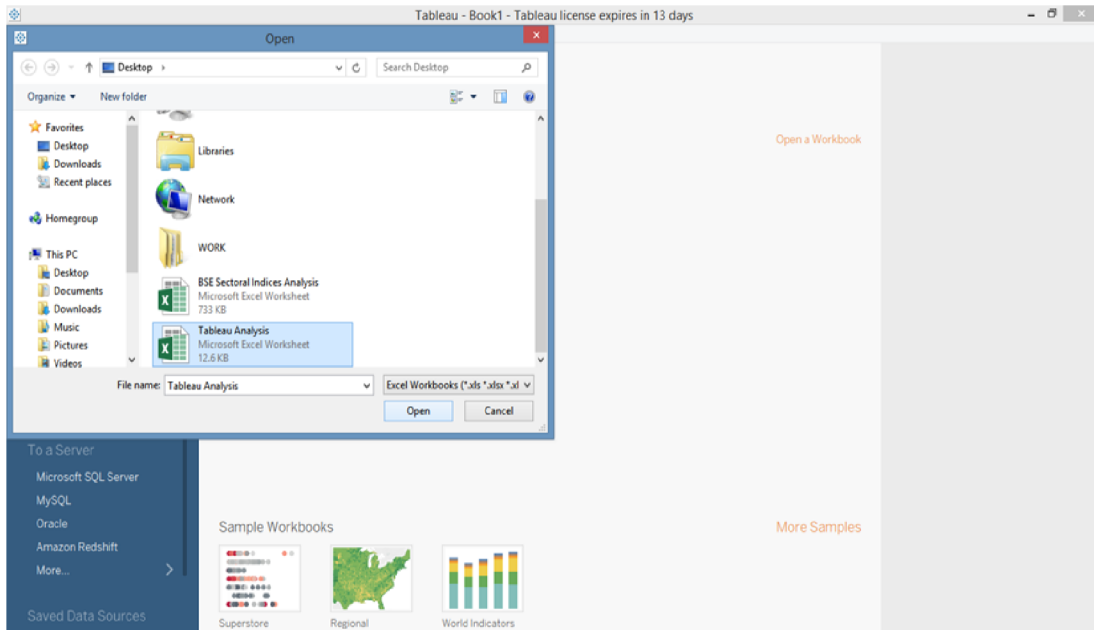 Tableau - Book1 - Tableau license expires in 13 days
Open
Desktop
Search Desktop
Organize
New folder
Favorites
Desktop
Downloads
Recent places
Homegroup
This PC
Desktop
Documents
Downloads
Music
Pictures
Videos
Libraries
Network
WORK
BSE Sectoral Indices Analysis
Microsoft Excel Worksheet
733 KB
Tableau Analysis
Microsoft Excel Worksheet
12.6 KB
File name: Tableau Analysis
Excel Workbooks (*.xls *.xlsx *.xl
Open
Cancel
Open a Workbook
To a Server
Microsoft SQL Server
MySQL
Oracle
Amazon Redshift
More...
Saved Data Sources
Sample Workbooks
More Samples
Superstore
Regional
World Indicators